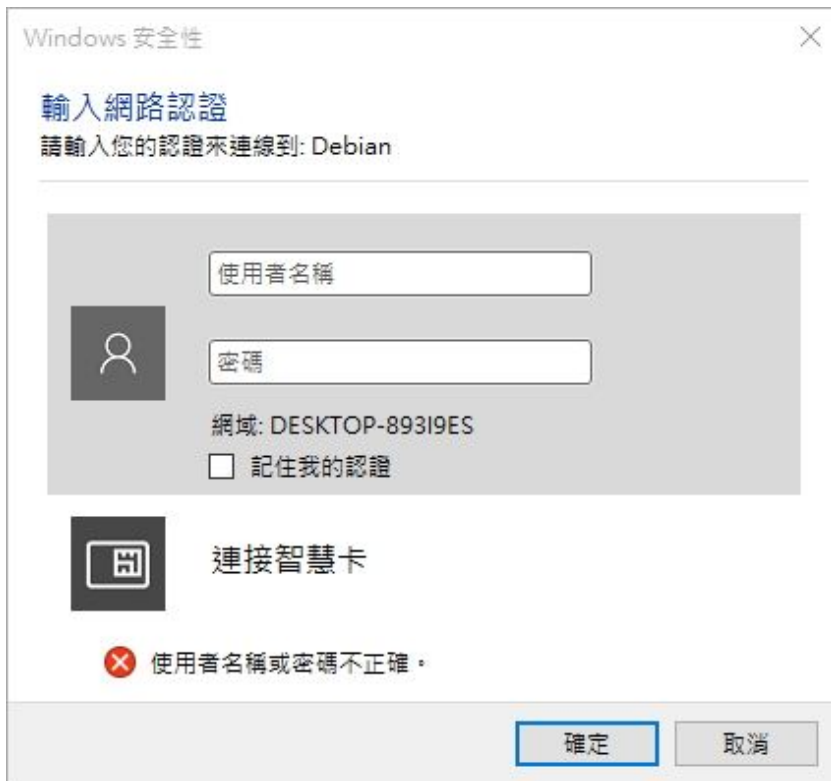 Windows 安全性
輸入網路認證
請輸入您的認證來連線到: Debian
使用者名稱
密碼
網域: DESKTOP-893I9ES
記住我的認證
連接智慧卡
使用者名稱或密碼不正確。
確定
取消